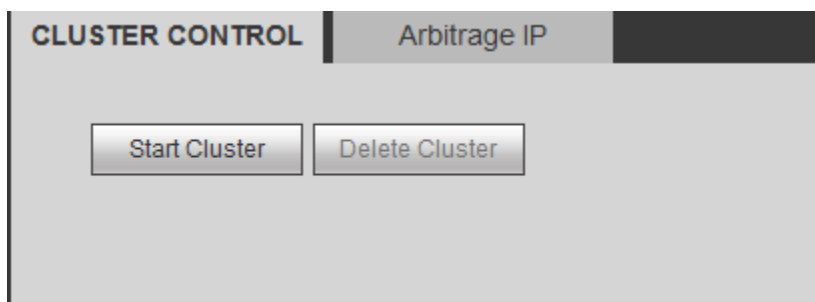 CLUSTER CONTROL Arbitrage IP
Start Cluster Delete Cluster